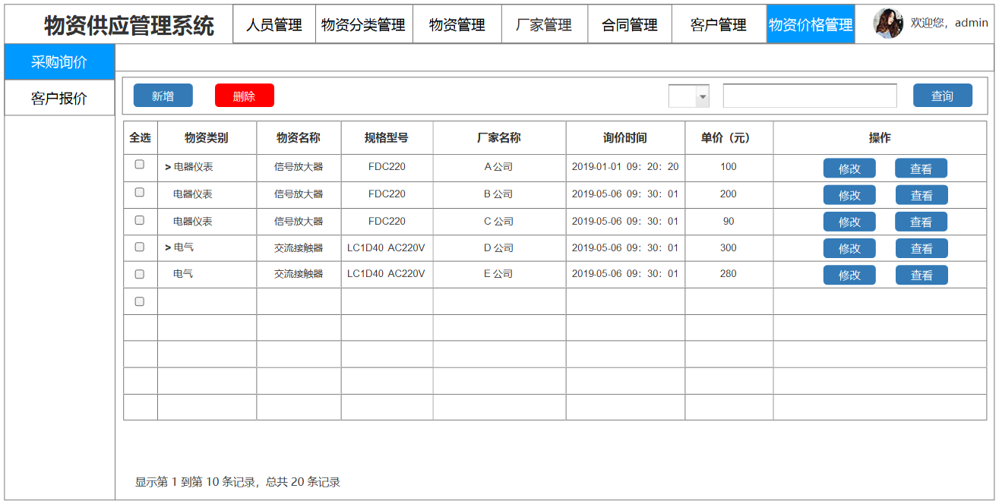 物资供应管理系统 人员管理 物资分类管理 物资管理 厂家管理 合同管理 客户管理 物资价格管理 欢迎您，admin
采购询价
客户报价
新增 删除 查询
全选 物资类别 物资名称 规格型号 厂家名称 询价时间 单价（元） 操作
> 电器仪表 信号放大器 FDC220 A公司 2019-01-01 09：20：20 100 修改 查看
电器仪表 信号放大器 FDC220 B 公司 2019-05-06 09：30：01 200 修改 查看
电器仪表 信号放大器 FDC220 C 公司 2019-05-06 09：30：01 90 修改 查看
> 电气 交流接触器 LC1D40 AC220V D 公司 2019-05-06 09：30：01 300 修改 查看
电气 交流接触器 LC1D40 AC220V E 公司 2019-05-06 09：30：01 280 修改 查看
显示第 1 到第 10 条记录，总共 20 条记录